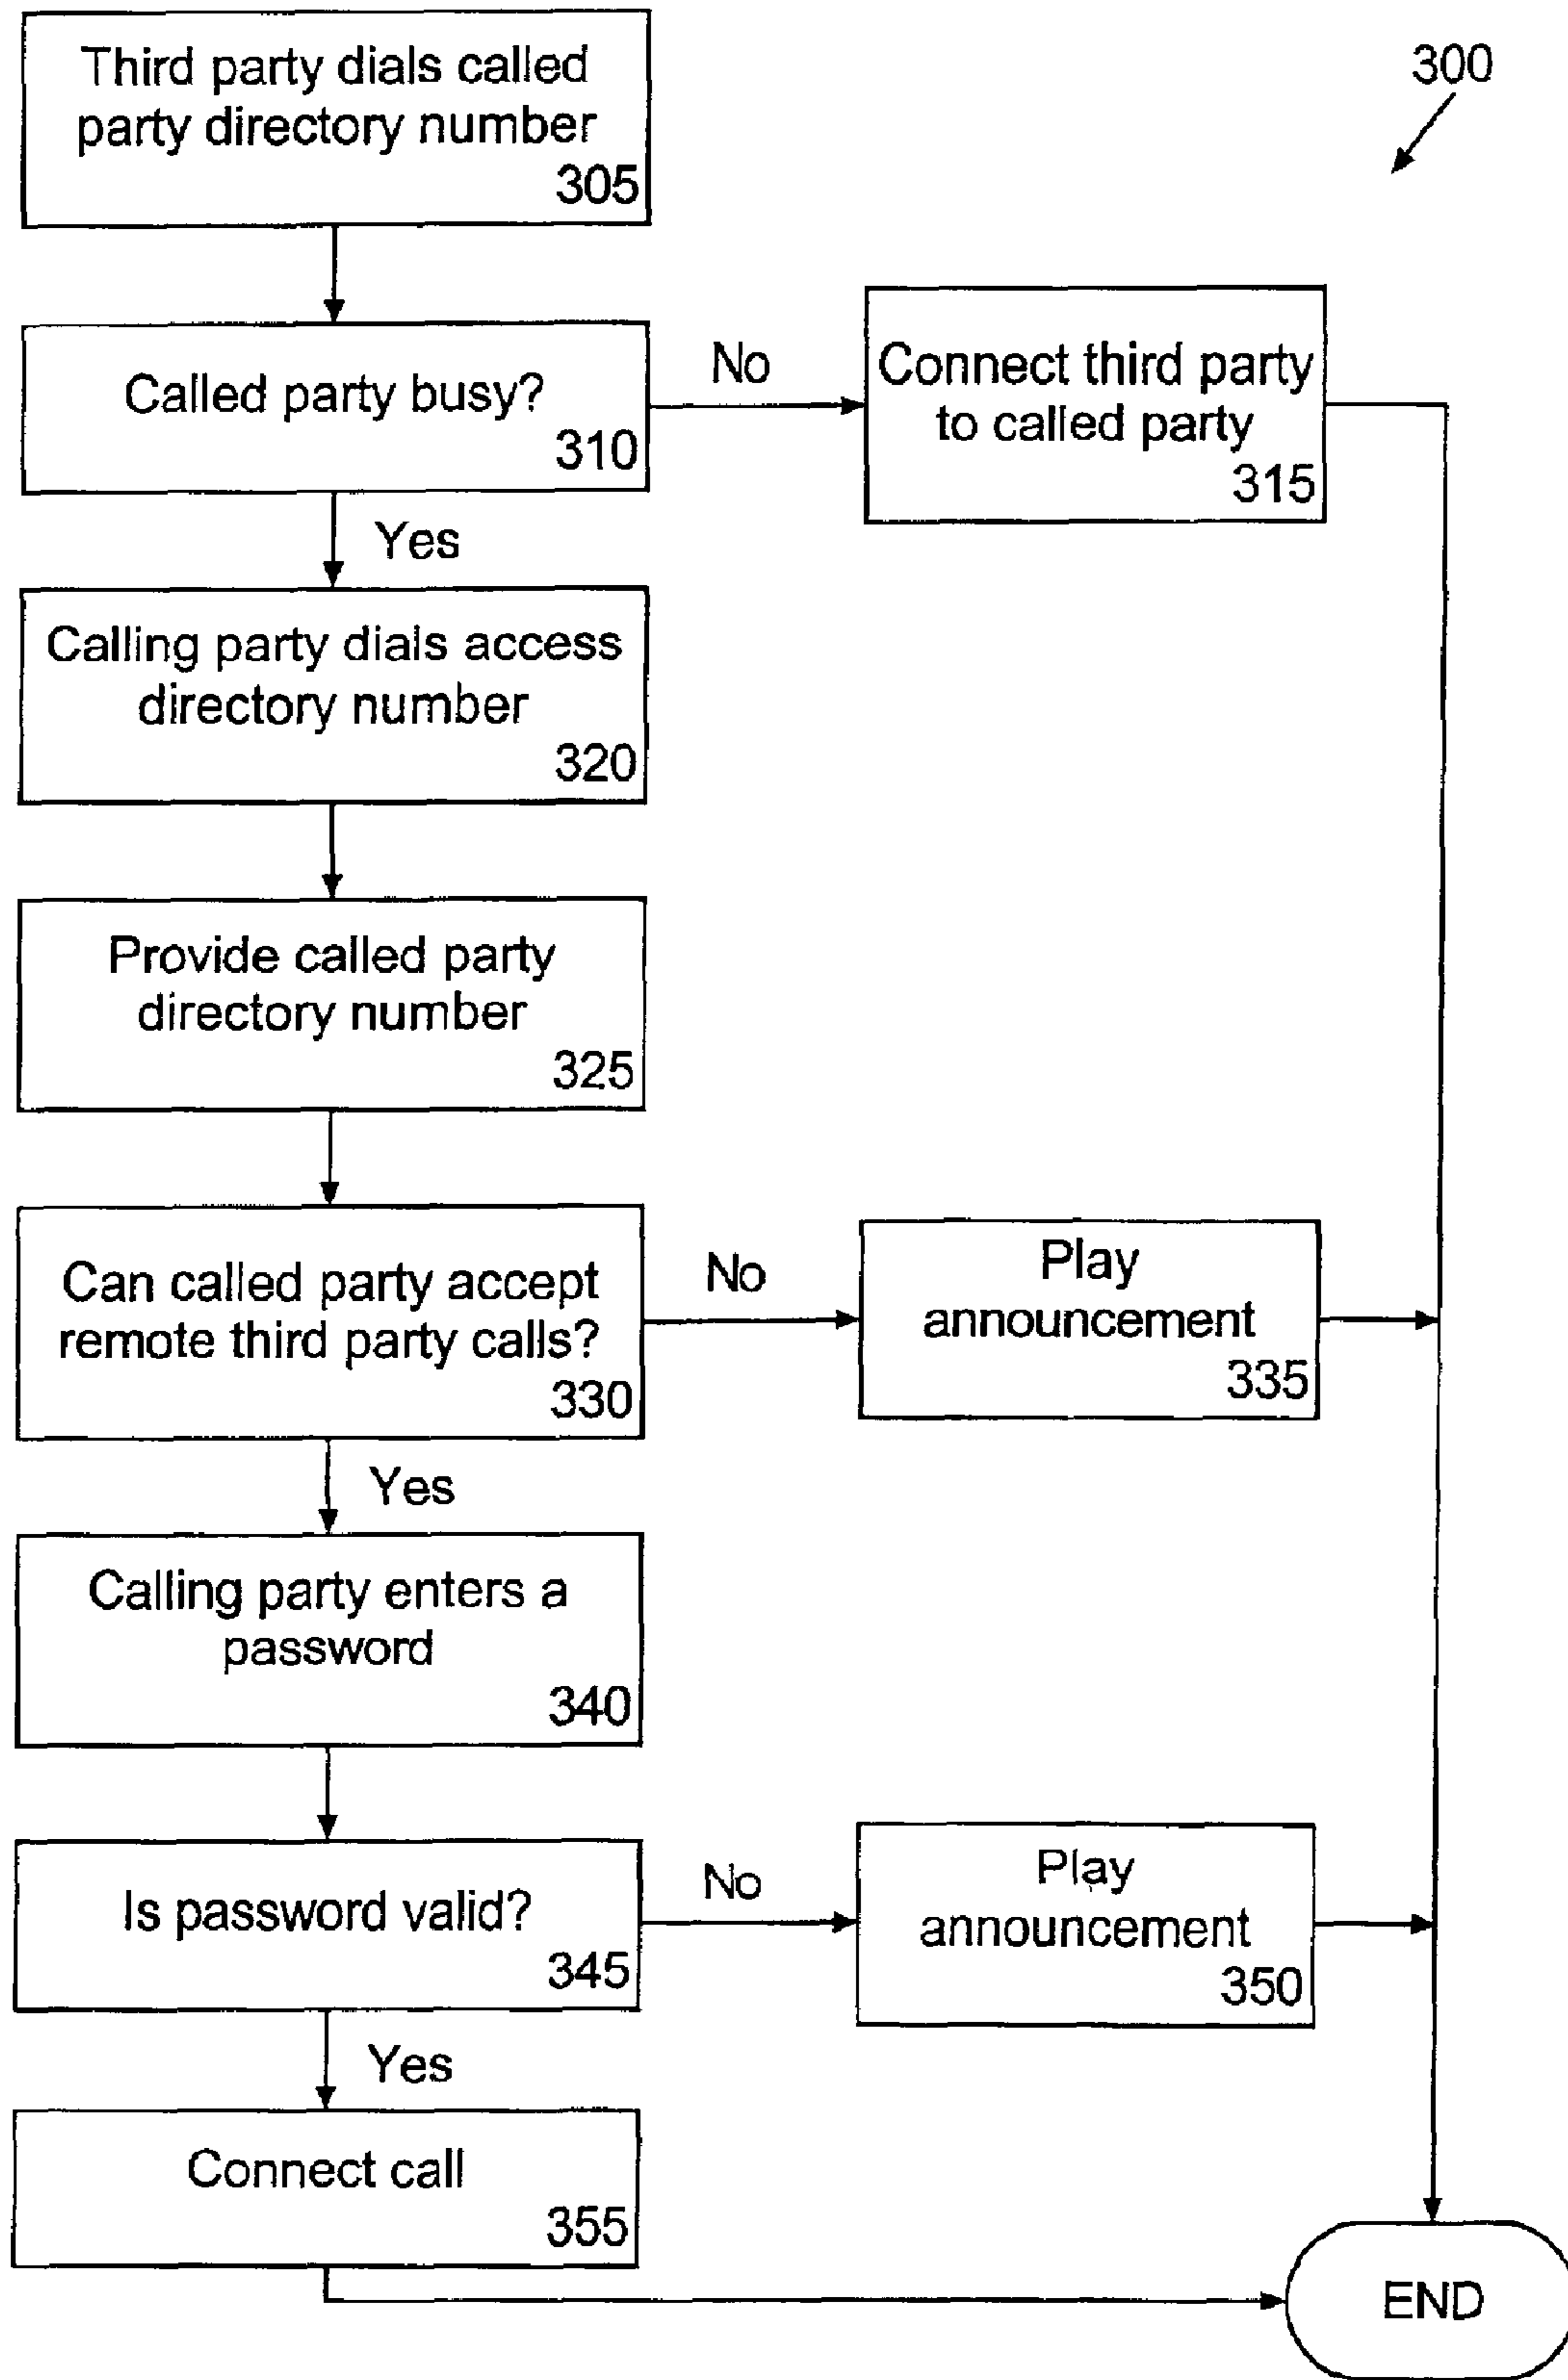 Third party dials called
party directory number
305
300
Called party busy?
310
No
Connect third party
to called party
315
Yes
Calling party dials access
directory number
320
Provide called party
directory number
325
Can called party accept
remote third party calls?
330
No
Play
announcement
335
Yes
Calling party enters a
password
340
Is password valid?
345
No
Play
announcement
350
Yes
Connect call
355
END